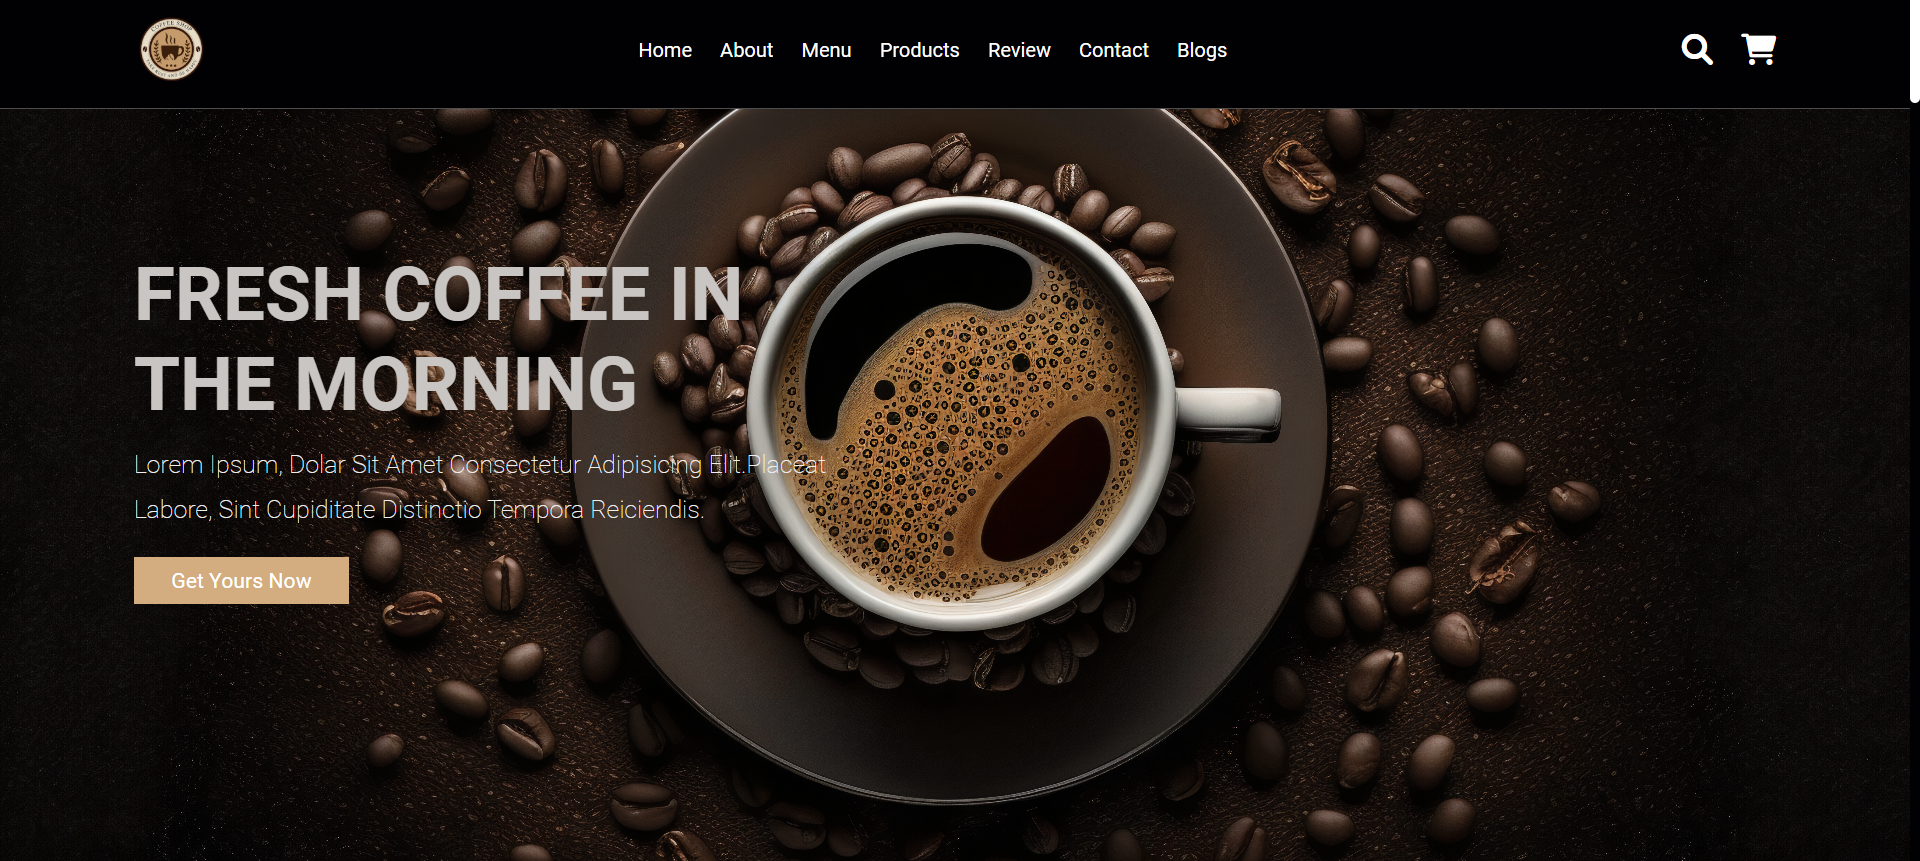 COFFEE SHOP
Home About Menu Products Review Contact Blogs
FRESH COFFEE IN
THE MORNING
Lorem Ipsum, Dolar Sit Amet Consectetur Adipisicing Elit.Placeat
Labore, Sint Cupiditate Distinctio Tempora Reiciendis.
Get Yours Now